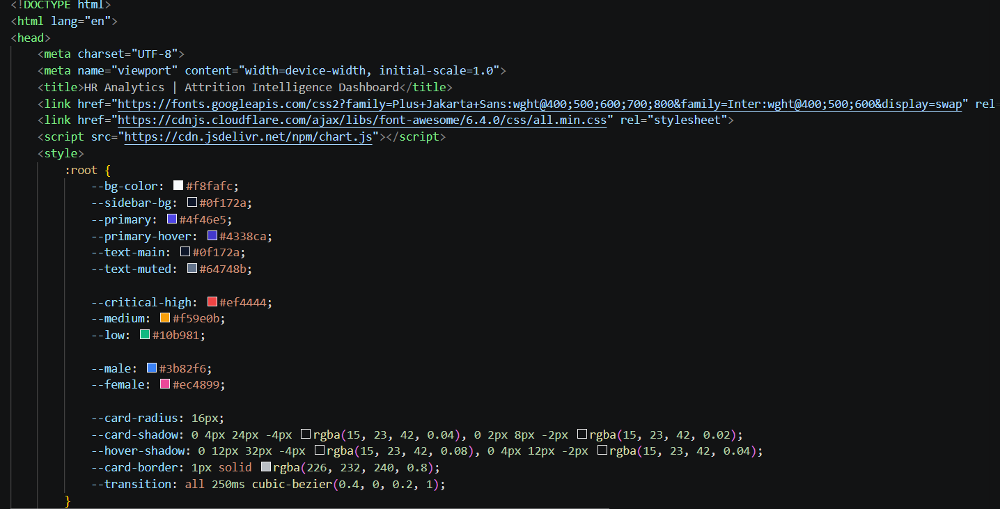 <!DOCTYPE html>
<html lang="en">
<head>
<meta charset="UTF-8">
<meta name="viewport" content="width=device-width, initial-scale=1.0">
<title>HR Analytics | Attrition Intelligence Dashboard</title>
<link href="https://fonts.googleapis.com/css2?family=Plus+Jakarta+Sans:wght@400;500;600;700;800&family=Inter:wght@400;500;600&display=swap" rel
<link href="https://cdnjs.cloudflare.com/ajax/libs/font-awesome/6.4.0/css/all.min.css" rel="stylesheet">
<script src="https://cdn.jsdelivr.net/npm/chart.js"></script>
<style>
:root {
--bg-color: #f8fafc;
--sidebar-bg: #0f172a;
--primary: #4f46e5;
--primary-hover: #4338ca;
--text-main: #0f172a;
--text-muted: #64748b;
--critical-high: #ef4444;
--medium: #f59e0b;
--low: #10b981;
--male: #3b82f6;
--female: #ec4899;
--card-radius: 16px;
--card-shadow: 0 4px 24px -4px rgba(15, 23, 42, 0.04), 0 2px 8px -2px rgba(15, 23, 42, 0.02);
--hover-shadow: 0 12px 32px -4px rgba(15, 23, 42, 0.08), 0 4px 12px -2px rgba(15, 23, 42, 0.04);
--card-border: 1px solid rgba(226, 232, 240, 0.8);
--transition: all 250ms cubic-bezier(0.4, 0, 0.2, 1);
}